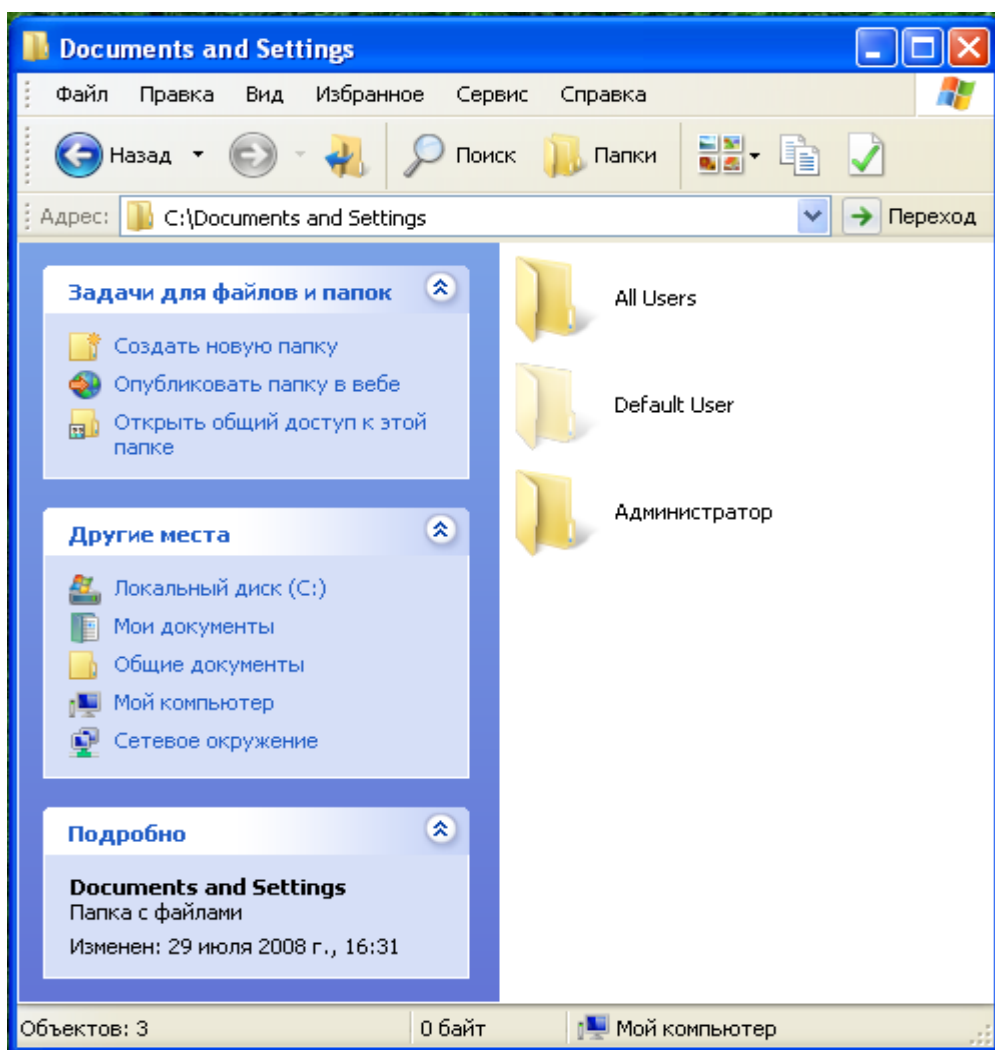 Documents and Settings
Файл Правка Вид Избранное Сервис Справка
Назад Поиск Папки
Адрес: C:\Documents and Settings Переход
Задачи для файлов и папок
Создать новую папку
Опубликовать папку в вебе
Открыть общий доступ к этой
папке
Другие места
Локальный диск (C:)
Мои документы
Общие документы
Мой компьютер
Сетевое окружение
Подробно
Documents and Settings
Папка с файлами
Изменен: 29 июля 2008 г., 16:31
All Users
Default User
Администратор
Объектов: 3 0 байт Мой компьютер